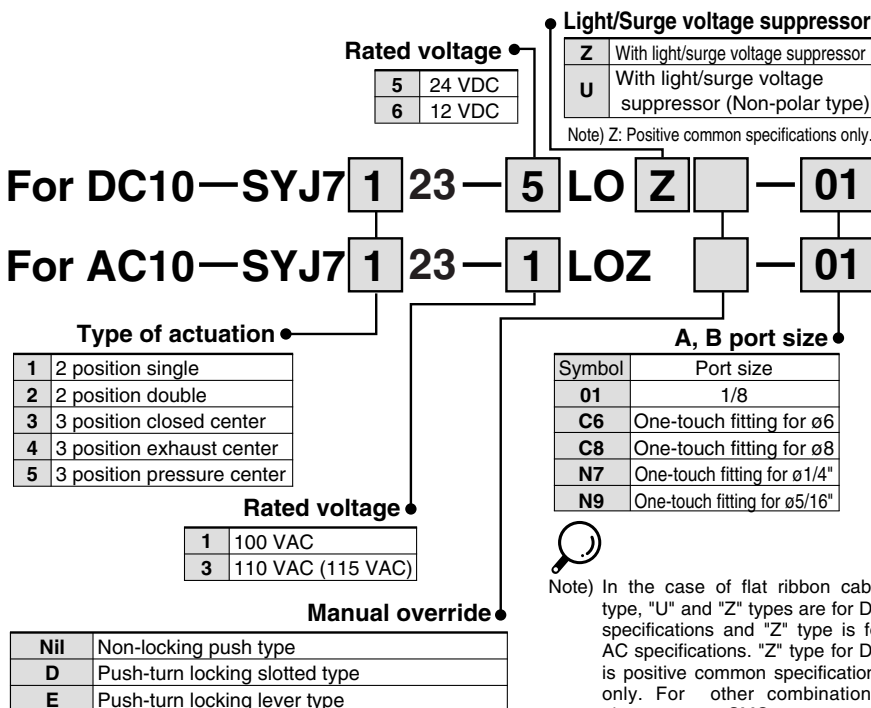 Light/Surge voltage suppressor
Z With light/surge voltage suppressor
U With light/surge voltage suppressor (Non-polar type)
Note) Z: Positive common specifications only.
Rated voltage
5 24 VDC
6 12 VDC
For DC10—SYJ7 1 23—5 LO Z —01
For AC10—SYJ7 1 23—1 LOZ —01
Type of actuation
1 2 position single
2 2 position double
3 3 position closed center
4 3 position exhaust center
5 3 position pressure center
A, B port size
Symbol Port size
01 1/8
C6 One-touch fitting for ø6
C8 One-touch fitting for ø8
N7 One-touch fitting for ø1/4"
N9 One-touch fitting for ø5/16"
Rated voltage
1 100 VAC
3 110 VAC (115 VAC)
Manual override
Nil Non-locking push type
D Push-turn locking slotted type
E Push-turn locking lever type
Note) In the case of flat ribbon cab
type, "U" and "Z" types are for D
specifications and "Z" type is f
AC specifications. "Z" type for D
is positive common specification
only. For other combination